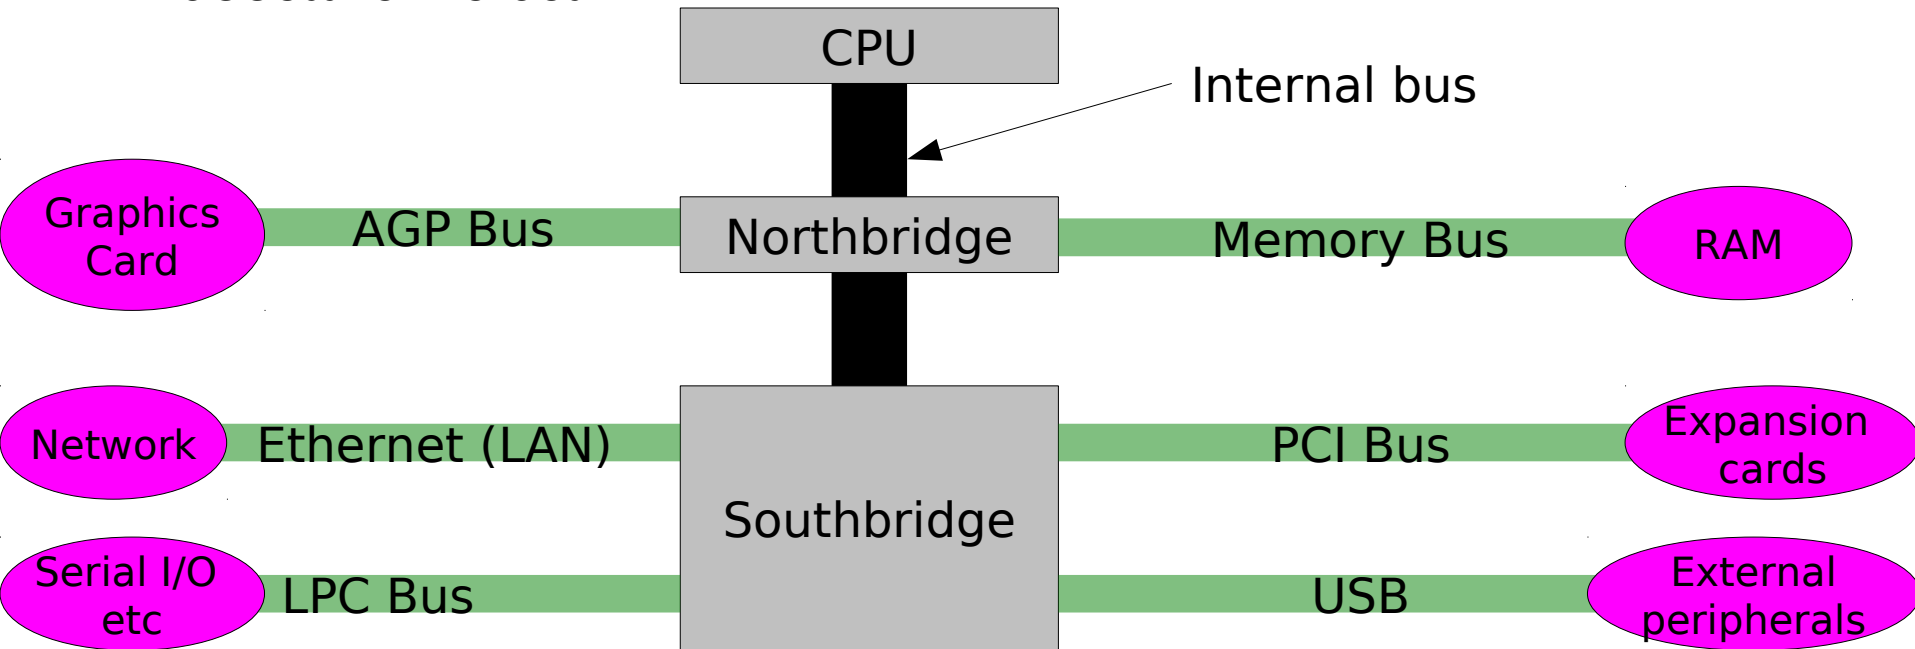 CPU
Internal bus
Graphics
Card
AGP Bus
Northbridge
Memory Bus
RAM
Network
Ethernet (LAN)
PCI Bus
Expansion
cards
Southbridge
Serial I/O
etc
LPC Bus
USB
External
peripherals